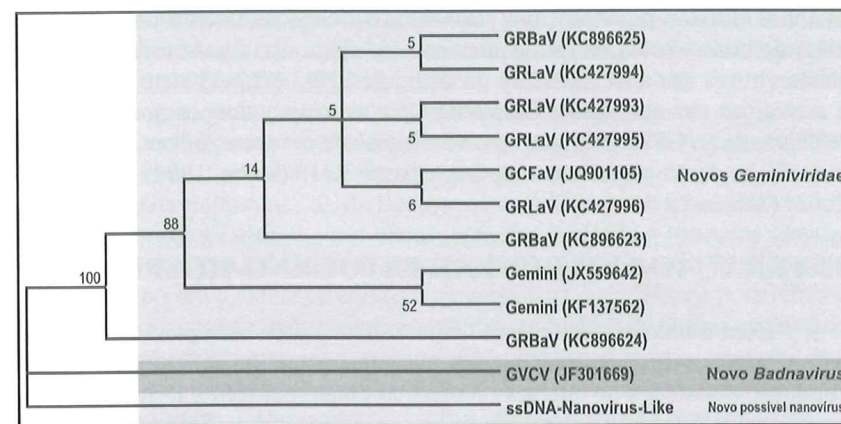 5 GRBaV (KC896625)
GRLaV (KC427994)
GRLaV (KC427993)
5
5 GRLaV (KC427995)
14
GCFaV (JQ901105) Novos Geminiviridae
6 GRLaV (KC427996)
88
GRBaV (KC896623)
100
Gemini (JX559642)
52 Gemini (KF137562)
GRBaV (KC896624)
GVCV (JF301669) Novo Badnavirus
ssDNA-Nanovirus-Like Novo possivel nanovirus